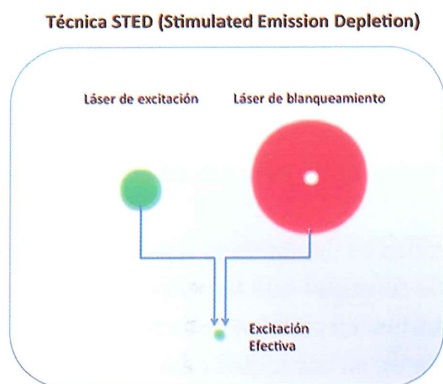 Técnica STED (Stimulated Emission Depletion)
Láser de excitación
Láser de blanqueamiento
Excitación
Efectiva